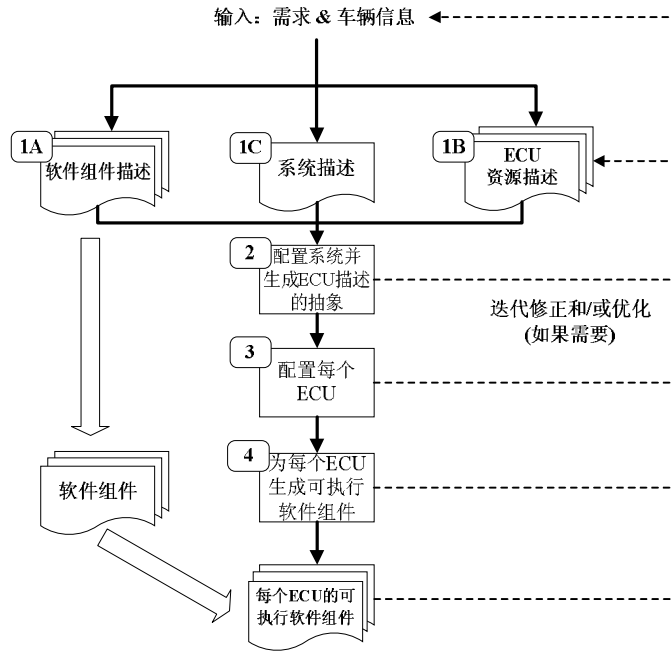 输入：需求 & 车辆信息
1A
软件组件描述
1C
系统描述
1B
ECU
资源描述
2
配置系统并
生成ECU描述
的抽象
迭代修正和/或优化
(如果需要)
3
配置每个
ECU
4
为每个ECU
生成可执行
软件组件
软件组件
每个ECU的可
执行软件组件